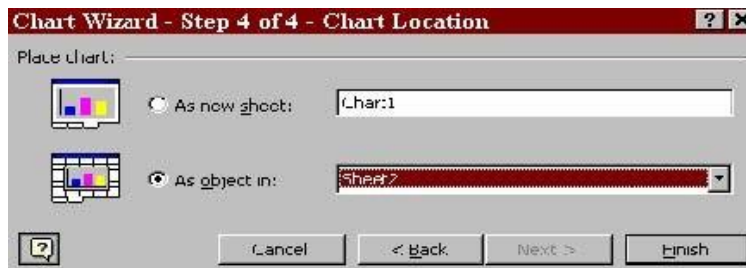 Chart Wizard - Step 4 of 4 - Chart Location
Place chart:
As new sheet:
Chart1
As object in:
Sheet2
Cancel
< Back
Next >
Finish